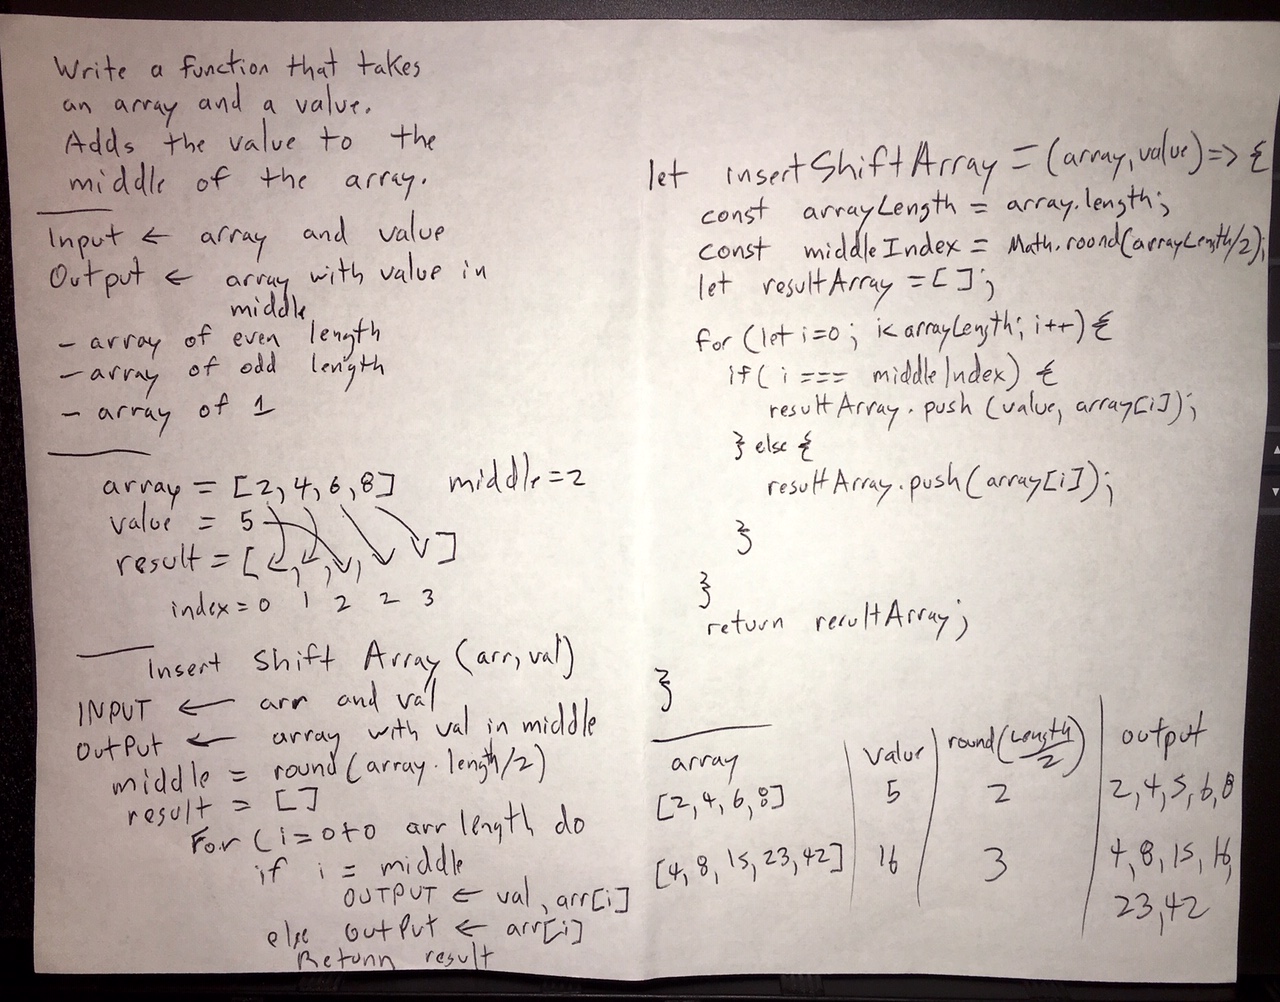 Write a function that takes
an array and a value.
Adds the value to the
middle of the array.
Input ← array and value
Output ← array with value in
middle
- array of even length
- array of odd length
- array of 1
array = [2, 4, 6, 8] middle = 2
value = 5
result = [ , , , ]
index = 0 1 2 2 3
Insert Shift Array (arr, val)
INPUT ← arr and val
OUTPUT ← array with val in middle
middle = round(array.length/2)
result = []
For (i = 0 to arr length do
if i = middle
OUTPUT ← val, arr[i]
else OUTPUT ← arr[i]
Return result
let insertShiftArray = (array, value) => {
const arrayLength = array.length;
const middleIndex = Math.round(arrayLength/2);
let resultArray = [];
for (let i=0; i< arrayLength; i++) {
if( i === middleIndex) {
resultArray.push (value, array[i]);
} else {
resultArray.push(array[i]);
}
}
return resultArray;
}
array | Value | round(Length/2) | output
[2, 4, 6, 8] | 5 | 2 | 2, 4, 5, 6, 8
[4, 8, 15, 23, 42] | 16 | 3 | 4, 8, 15, 16,
23, 42